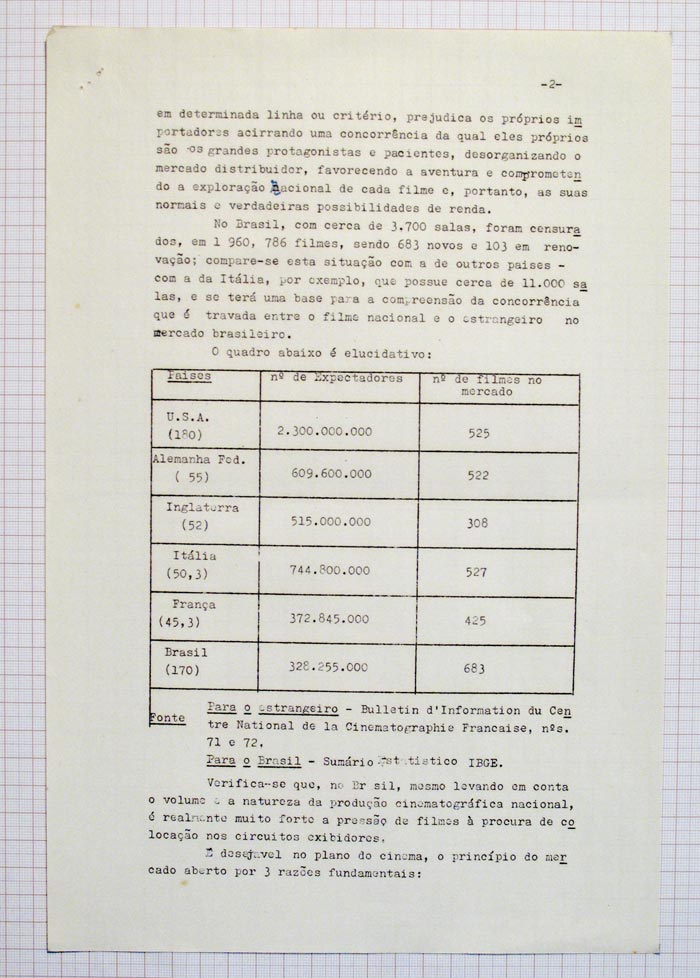 -2-
em determinada linha ou critério, prejudica os próprios im
portadores acirrando uma concorrência da qual eles próprios
são os grandes protagonistas e pacientes, desorganizando o
mercado distribuidor, favorecendo a aventura e comprometen
do a exploração nacional de cada filme e, portanto, as suas
normais e verdadeiras possibilidades de renda.
No Brasil, com cerca de 3.700 salas, foram censura
dos, em 1 960, 786 filmes, sendo 683 novos e 103 em reno-
vação; compare-se esta situação com a de outros paises -
com a da Itália, por exemplo, que possue cerca de 11.000 sa
las, e se terá uma base para a compreensão da concorrência
que é travada entre o filme nacional e o estrangeiro no
mercado brasileiro.
O quadro abaixo é elucidativo:
Paises nº de Expectadores nº de filmes no
mercado
U.S.A.
(180) 2.300.000.000 525
Alemanha Fed.
( 55) 609.600.000 522
Inglaterra
(52) 515.000.000 308
Itália
(50,3) 744.800.000 527
França
(45,3) 372.845.000 425
Brasil
(170) 328.255.000 683
Fonte Para o estrangeiro - Bulletin d'Information du Cen
tre National de la Cinematographie Francaise, nºs.
71 e 72.
Para o Brasil - Sumário Estatistico IBGE.
Verifica-se que, no Br sil, mesmo levando em conta
o volume e a natureza da produção cinematográfica nacional,
é realmente muito forte a pressão de filmes à procura de co
locação nos circuitos exibidores.
É desejavel no plano do cinema, o princípio do mer
cado aberto por 3 razões fundamentais: